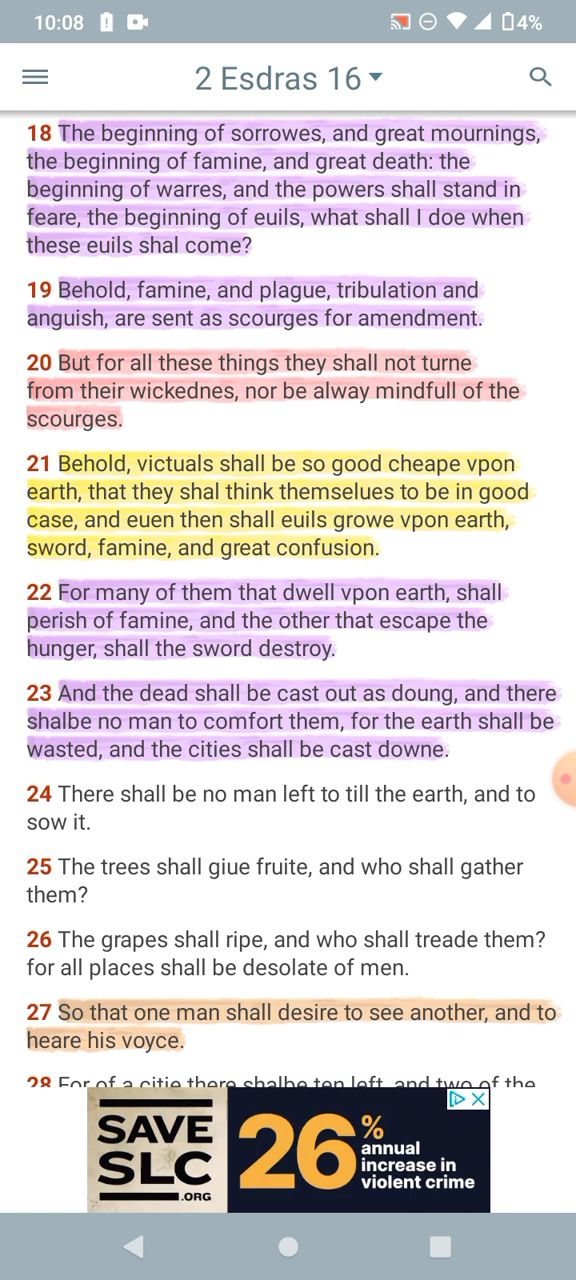 10:08
4%
2 Esdras 16
18 The beginning of sorrowes, and great mournings,
the beginning of famine, and great death: the
beginning of warres, and the powers shall stand in
feare, the beginning of euils, what shall I doe when
these euils shal come?
19 Behold, famine, and plague, tribulation and
anguish, are sent as scourges for amendment.
20 But for all these things they shall not turne
from their wickednes, nor be alway mindfull of the
scourges.
21 Behold, victuals shall be so good cheape vpon
earth, that they shal think themselues to be in good
case, and euen then shall euils growe vpon earth,
sword, famine, and great confusion.
22 For many of them that dwell vpon earth, shall
perish of famine, and the other that escape the
hunger, shall the sword destroy.
23 And the dead shall be cast out as doung, and there
shalbe no man to comfort them, for the earth shall be
wasted, and the cities shall be cast downe.
24 There shall be no man left to till the earth, and to
sow it.
25 The trees shall giue fruite, and who shall gather
them?
26 The grapes shall ripe, and who shall treade them?
for all places shall be desolate of men.
27 So that one man shall desire to see another, and to
heare his voyce.
28 For of a citie there shalbe ten left, and two of the
SAVE
SLC
.ORG
26%
annual
increase in
violent crime